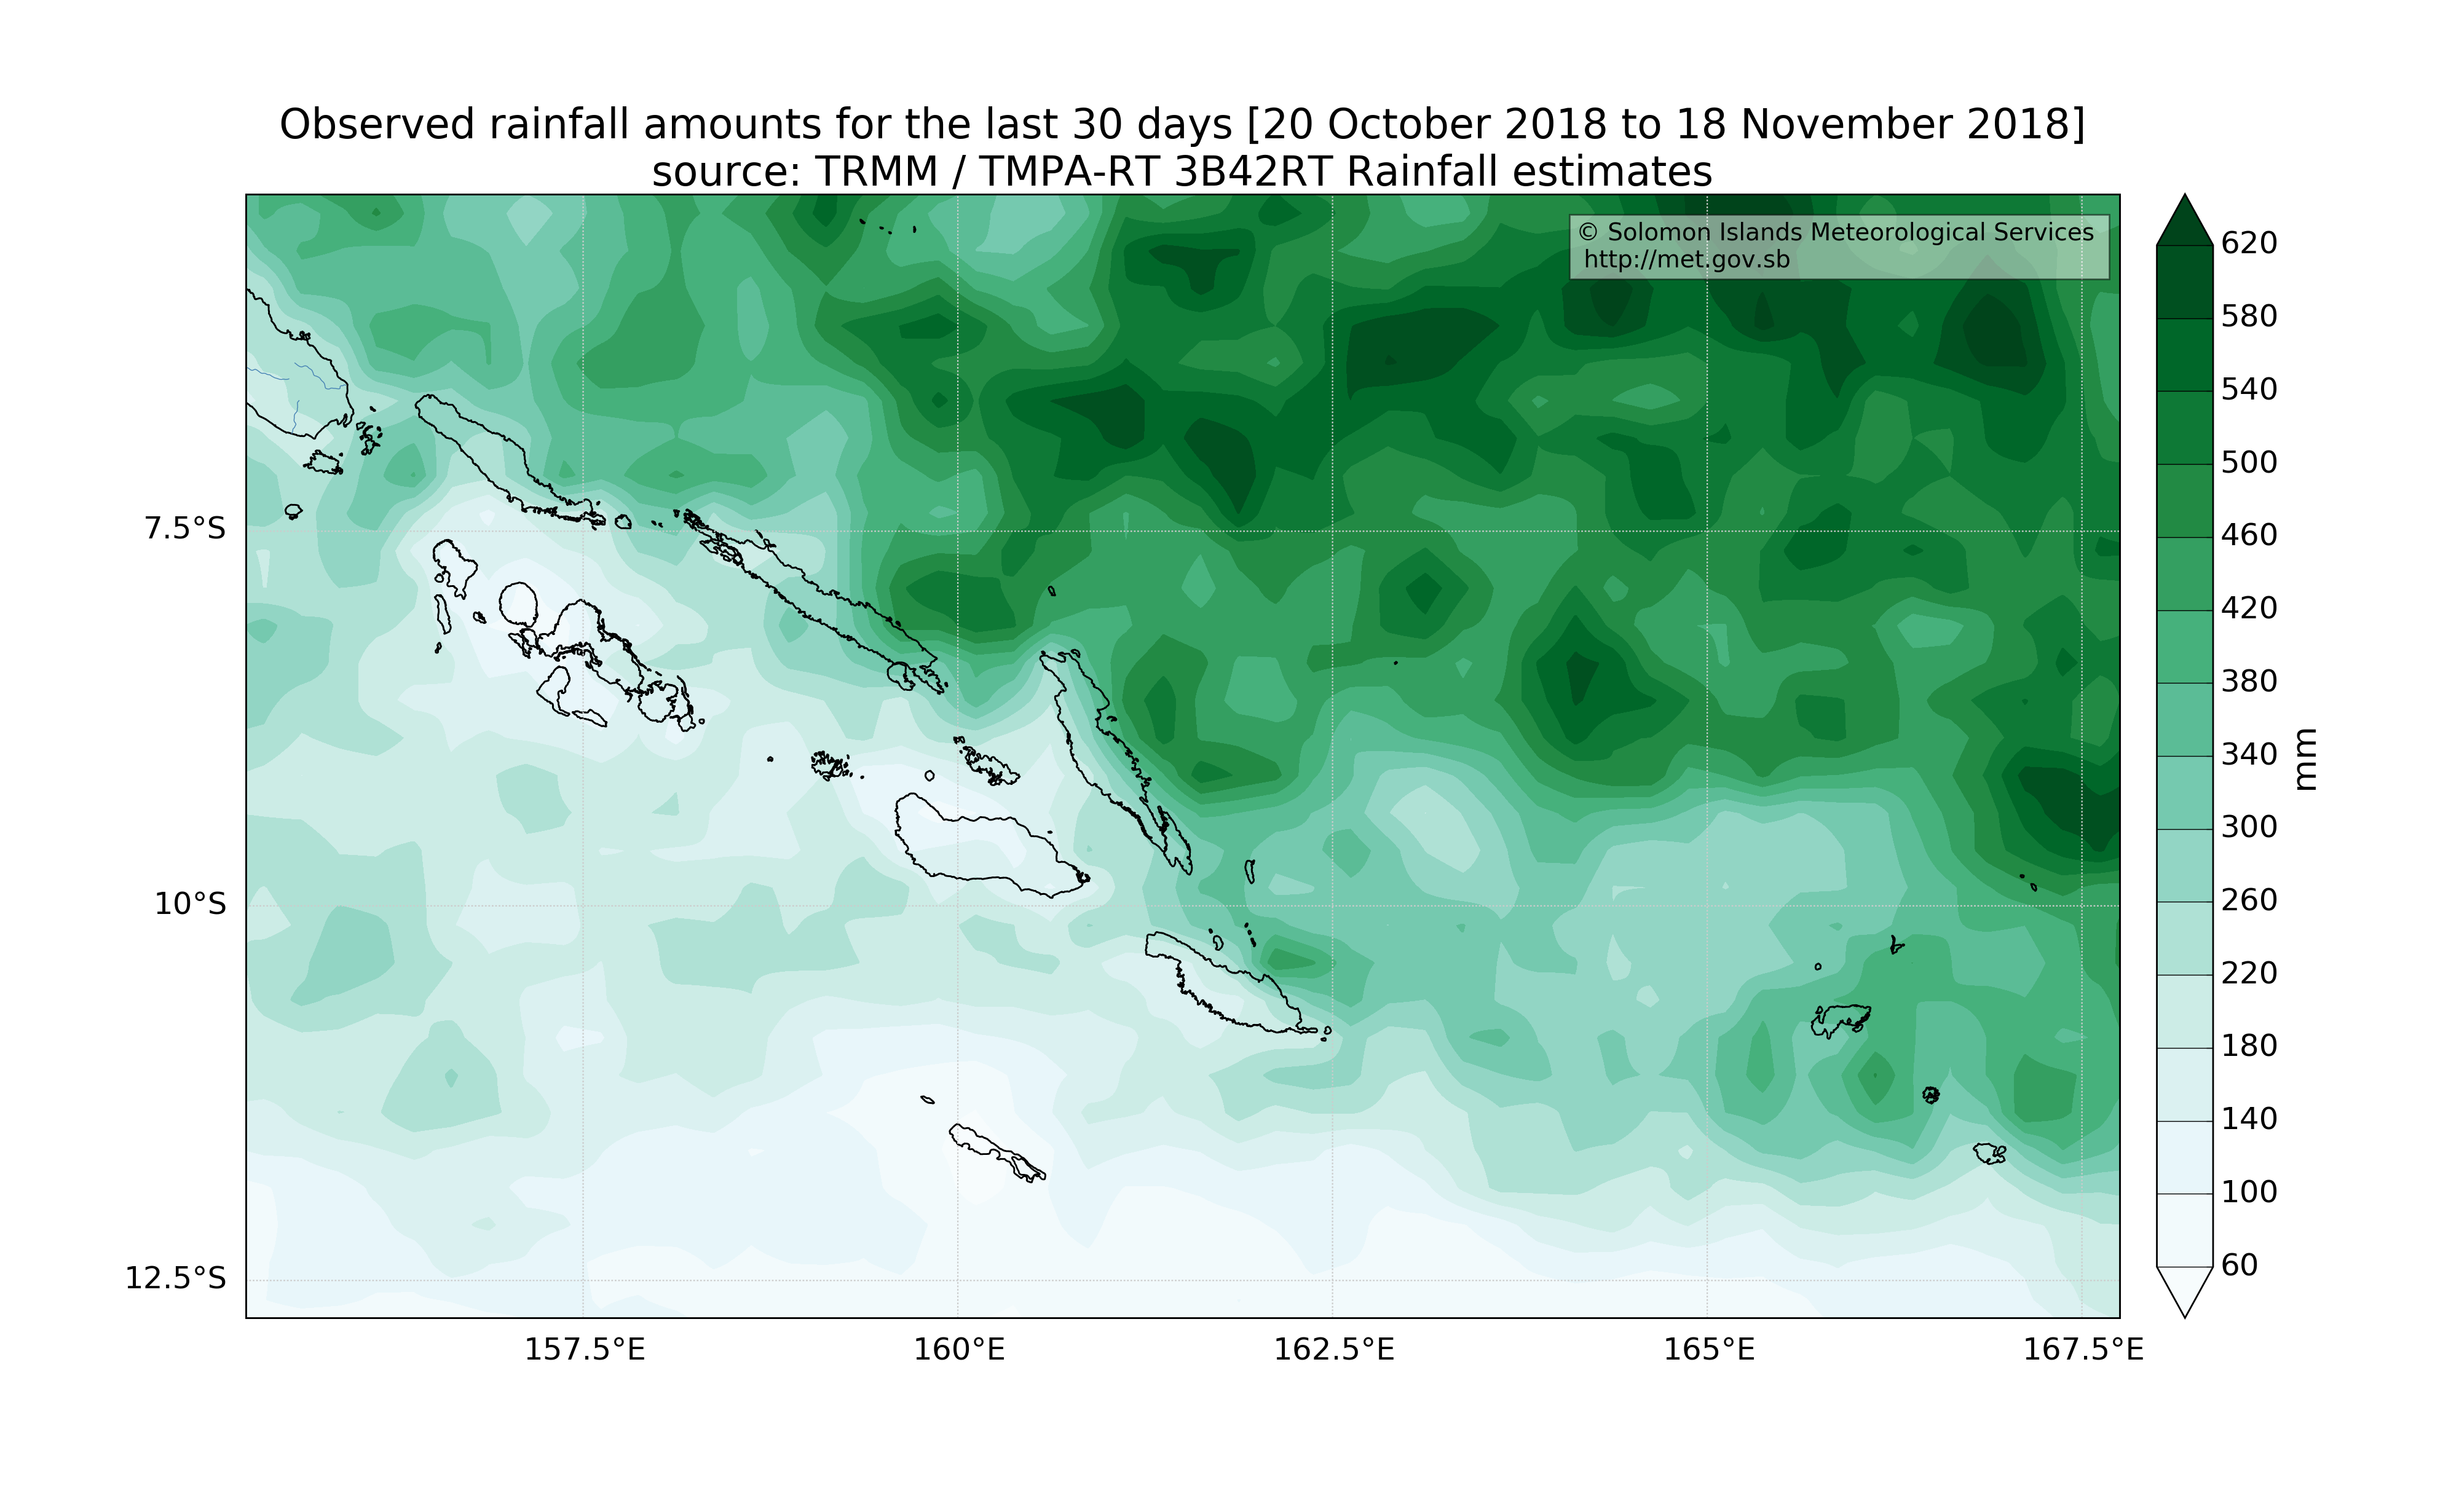 Observed rainfall amounts for the last 30 days [20 October 2018 to 18 November 2018]
source: TRMM / TMPA-RT 3B42RT Rainfall estimates
© Solomon Islands Meteorological Services
http://met.gov.sb
7.5°S
10°S
12.5°S
157.5°E
160°E
162.5°E
165°E
167.5°E
620
580
540
500
460
420
380
340
300
260
220
180
140
100
60
mm